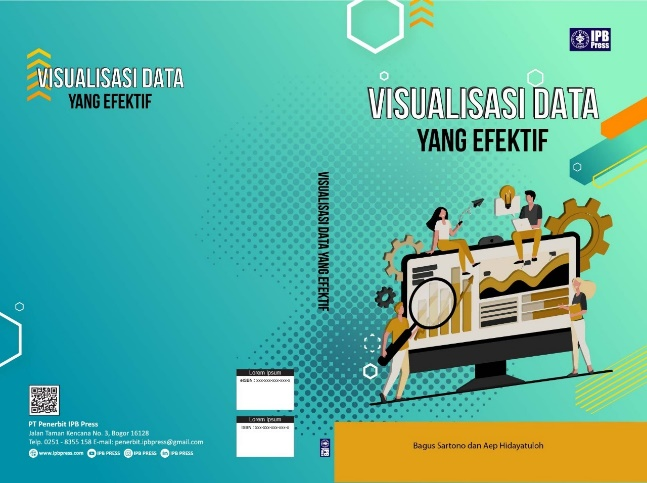 VISUALISASI DATA
YANG EFEKTIF
PT Penerbit IPB Press
Jalan Taman Kencana No. 3, Bogor 16128
Telp. 0251 - 8355 158 E-mail: penerbit.ipbpress@gmail.com
www.ipbpress.com IPB PRESS IPB PRESS IPB PRESS
Lorem Ipsum
Lorem Ipsum
VISUALISASI DATA YANG EFEKTIF
IPB
Press
VISUALISASI DATA
YANG EFEKTIF
Bagus Sartono dan Aep Hidayatuloh